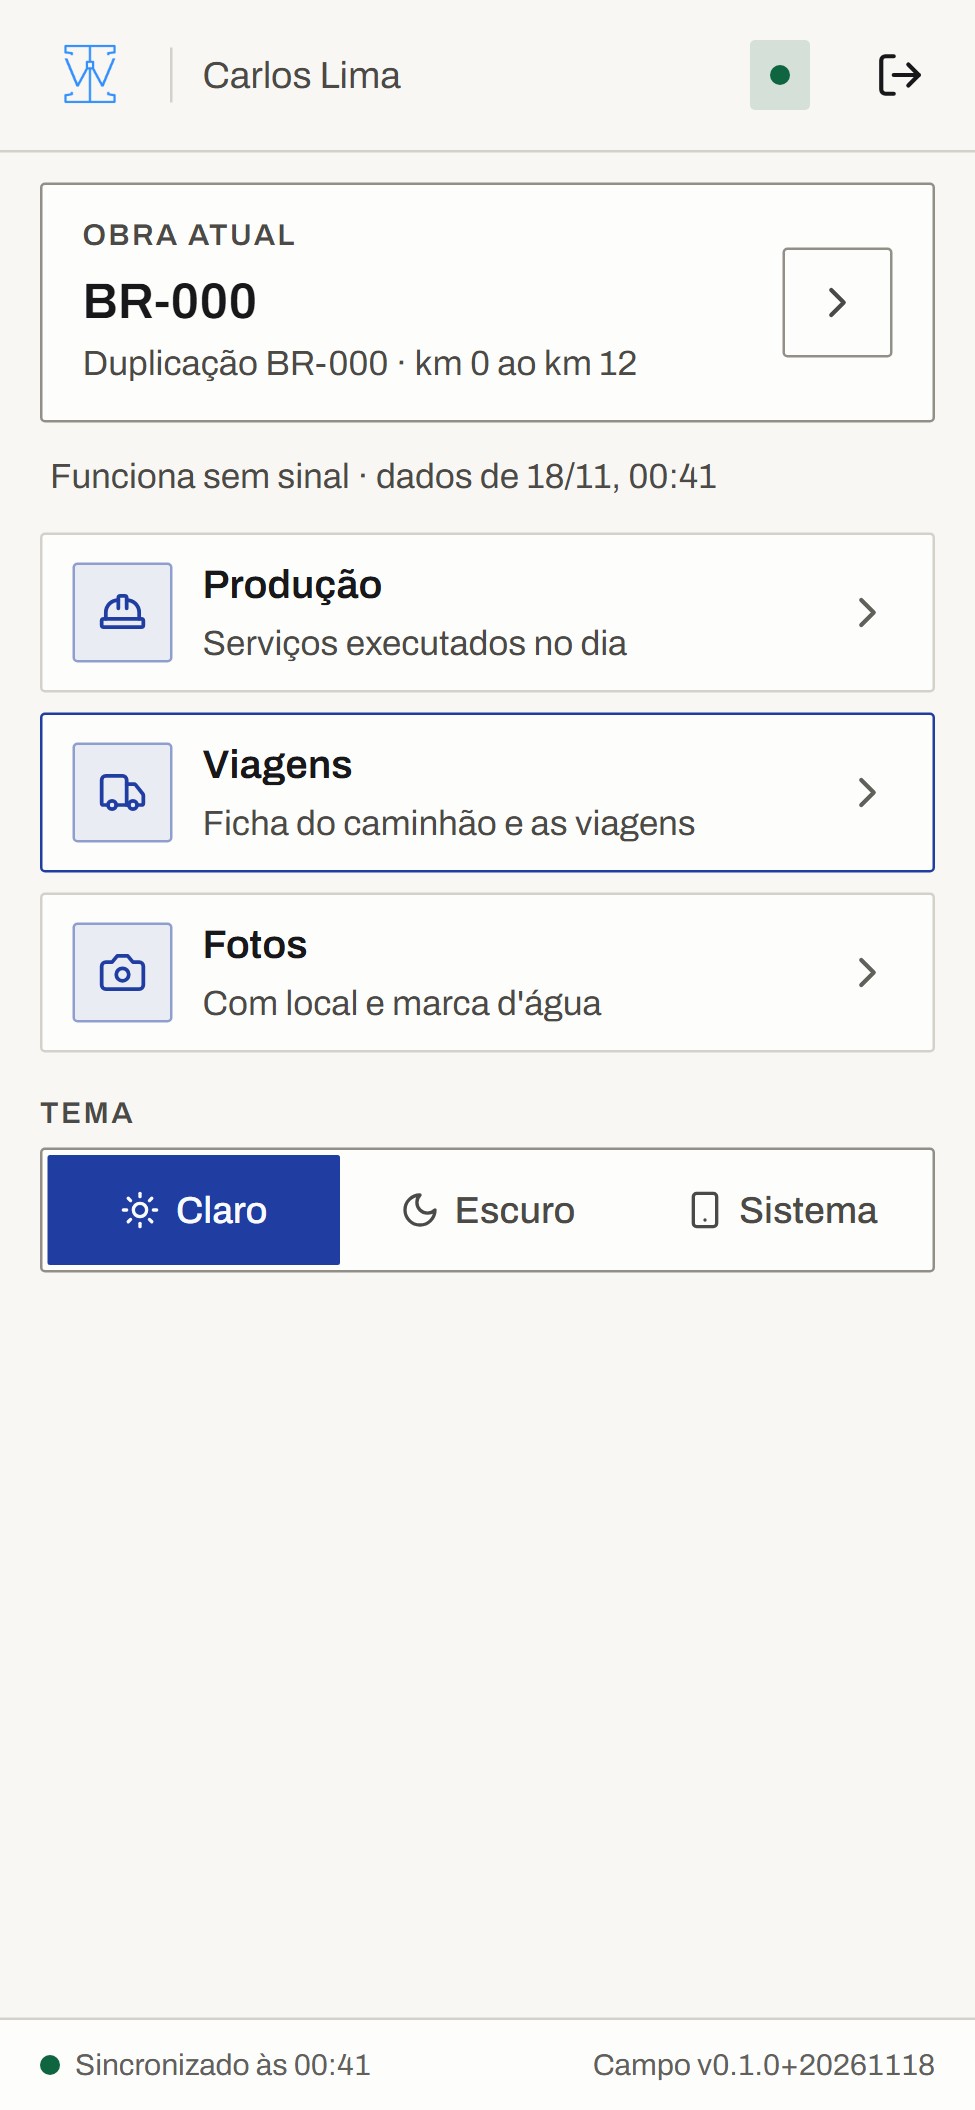 Carlos Lima
OBRA ATUAL
BR-000
Duplicação BR-000 · km 0 ao km 12
Funciona sem sinal · dados de 18/11, 00:41
Produção
Serviços executados no dia
Viagens
Ficha do caminhão e as viagens
Fotos
Com local e marca d'água
TEMA
Claro
Escuro
Sistema
Sincronizado às 00:41
Campo v0.1.0+20261118